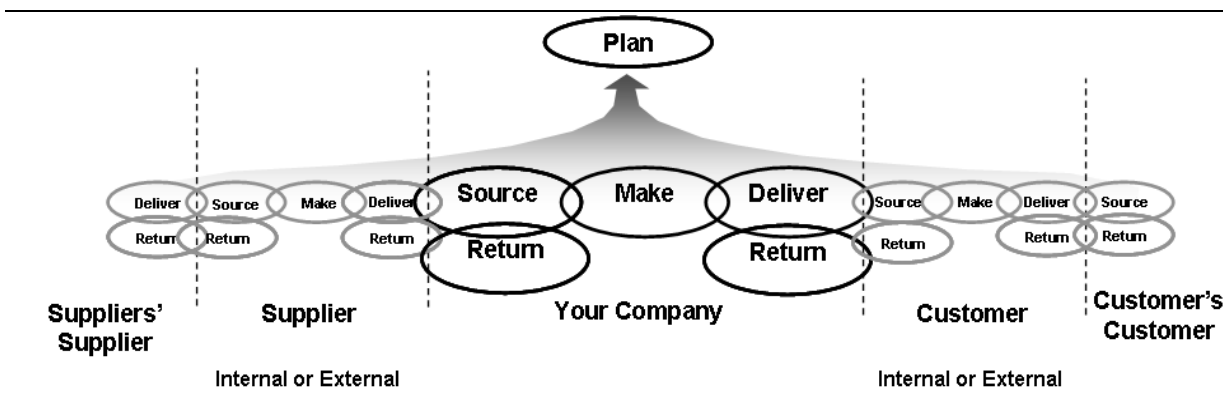 Plan
Deliver Source Make Deliver Source Make Deliver Source Make Deliver Source
Return Return Return Return Return Return Return Return
Suppliers’
Supplier
Supplier
Your Company
Customer
Customer’s
Customer
Internal or External
Internal or External